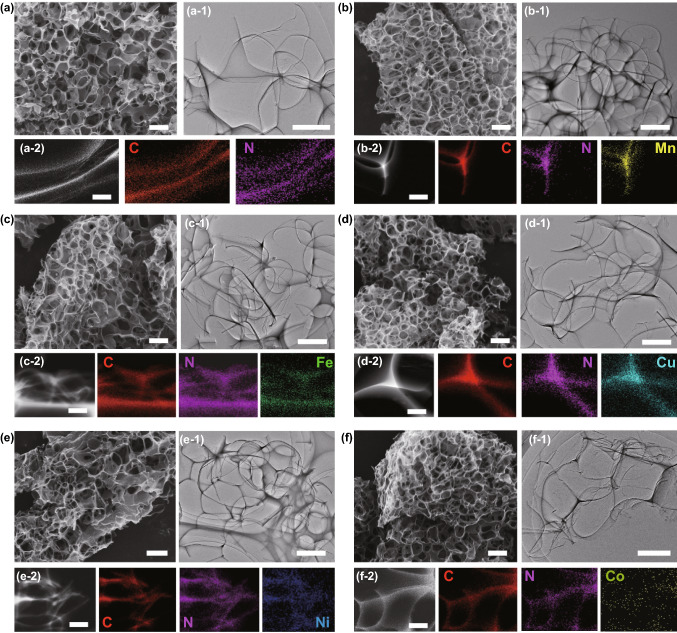 (a)
(a-1)
(b)
(b-1)
(a-2) C N
(b-2) C N Mn
(c)
(c-1)
(d)
(d-1)
(c-2) C N Fe
(d-2) C N Cu
(e)
(e-1)
(f)
(f-1)
(e-2) C N Ni
(f-2) C N Co